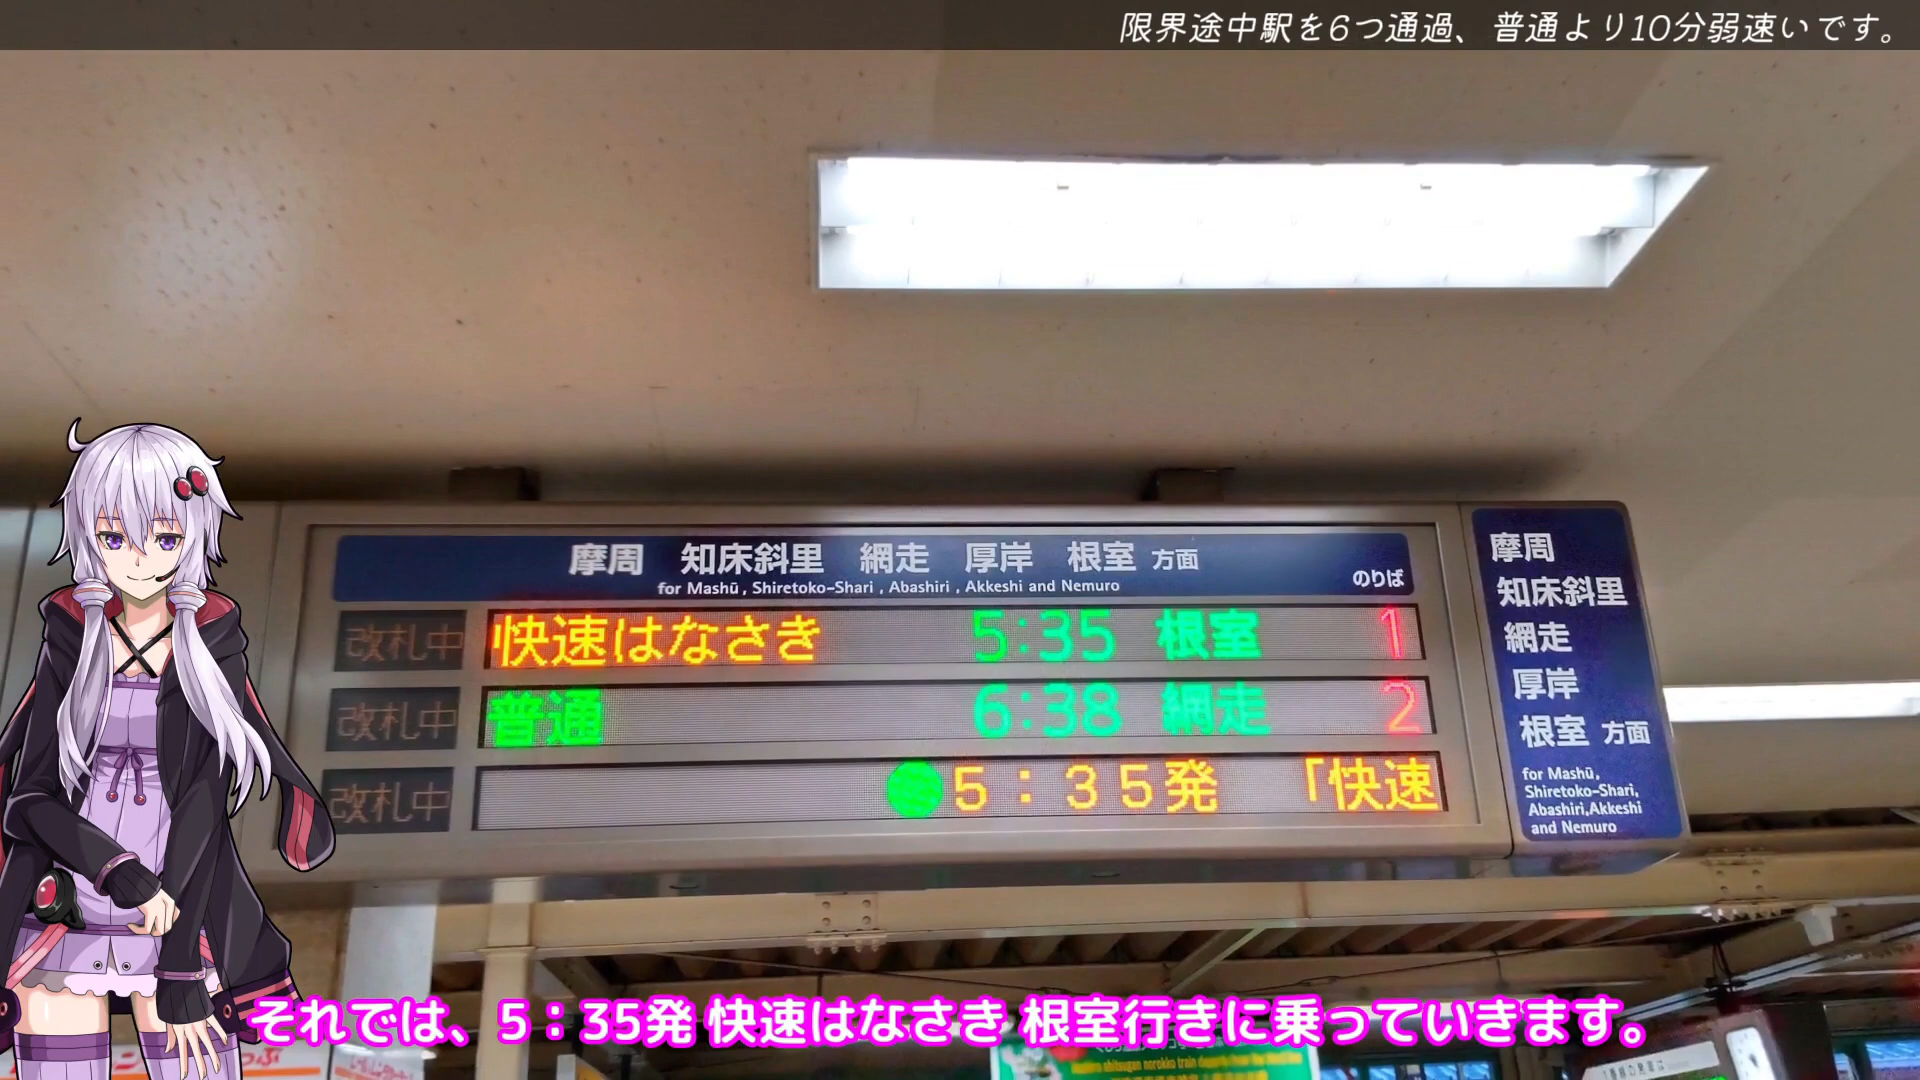 限界途中駅を6つ通過、普通より10分弱速いです。
摩周 知床斜里 網走 厚岸 根室 方面
for Mashū, Shiretoko-Shari, Abashiri, Akkeshi and Nemuro
のりば
改札中 快速はなさき 5:35 根室 1
改札中 普通 6:38 網走 2
改札中 ●5:35発 「快速
摩周
知床斜里
網走
厚岸
根室 方面
for Mashū,
Shiretoko-Shari,
Abashiri,Akkeshi
and Nemuro
それでは、5：35発 快速はなさき 根室行きに乗っていきます。